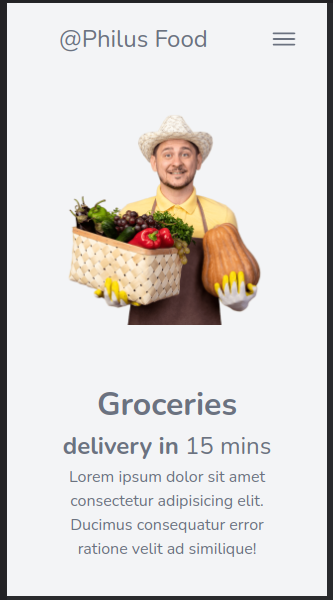 @Philus Food
Groceries
delivery in 15 mins
Lorem ipsum dolor sit amet
consectetur adipisicing elit.
Ducimus consequatur error
ratione velit ad similique!